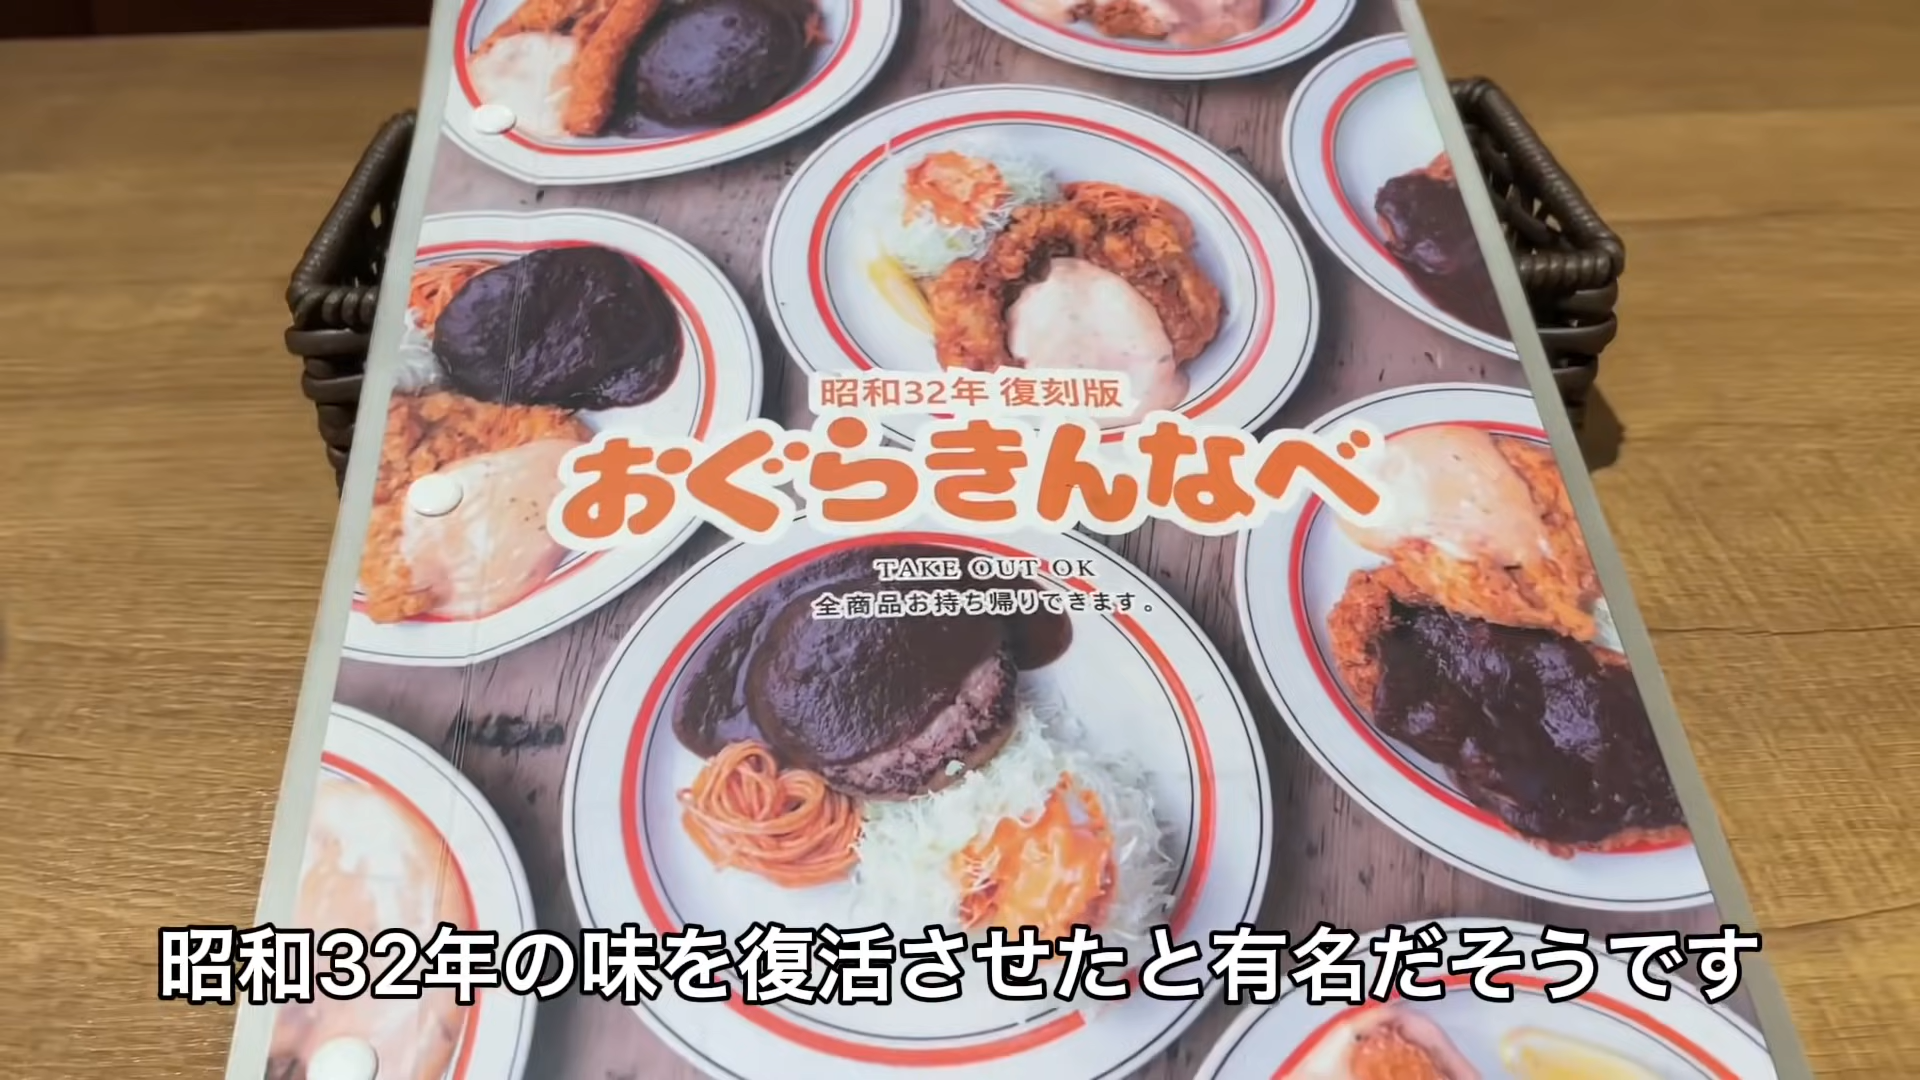 昭和32年 復刻版
おぐらきんなべ
TAKE OUT OK
全商品お持ち帰りできます。
昭和32年の味を復活させたと有名だそうです